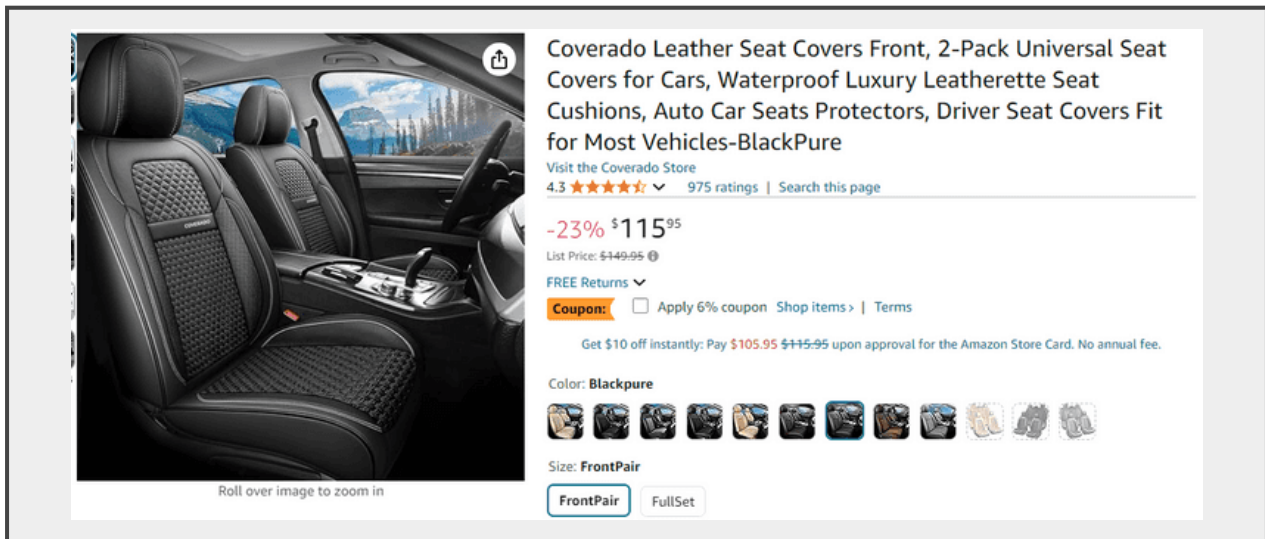 Coverado Leather Seat Covers Front, 2-Pack Universal Seat
Covers for Cars, Waterproof Luxury Leatherette Seat
Cushions, Auto Car Seats Protectors, Driver Seat Covers Fit
for Most Vehicles-BlackPure
Visit the Coverado Store
4.3 975 ratings | Search this page
-23% $115 95
List Price: $149.95
FREE Returns
Coupon: Apply 6% coupon Shop items › | Terms
Get $10 off instantly: Pay $105.95 $115.95 upon approval for the Amazon Store Card. No annual fee.
Color: Blackpure
Size: FrontPair
FrontPair FullSet
COVERADO
Roll over image to zoom in